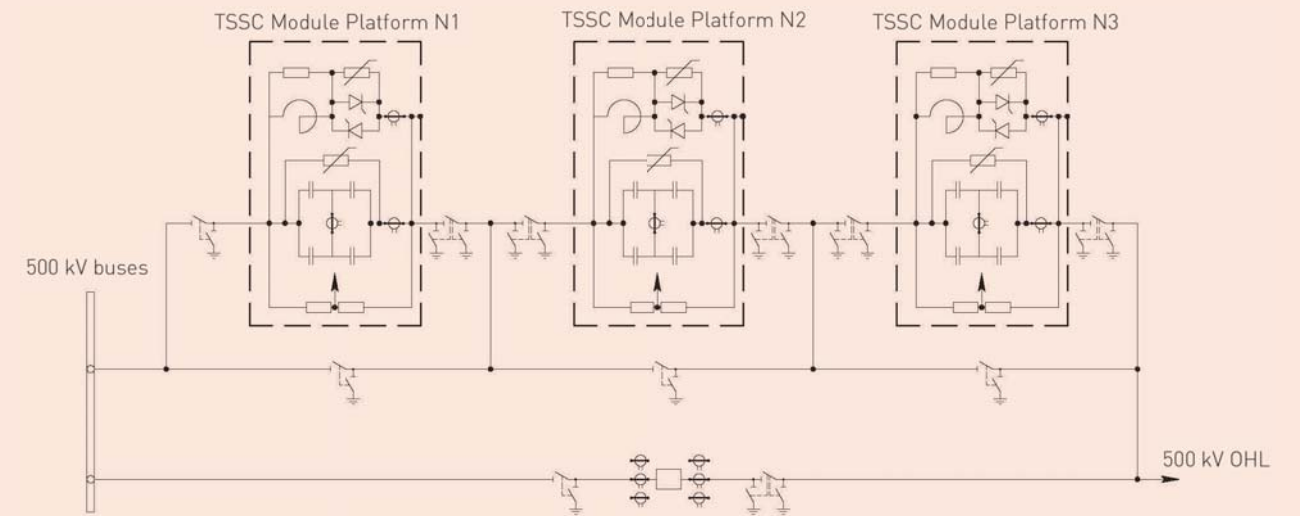 TSSC Module Platform N1
TSSC Module Platform N2
TSSC Module Platform N3
500 kV buses
500 kV OHL